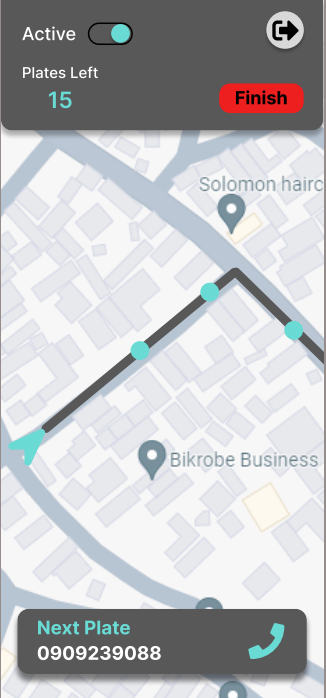 Active
Plates Left
15
Finish
Solomon hairc
Bikrobe Business
Next Plate
0909239088